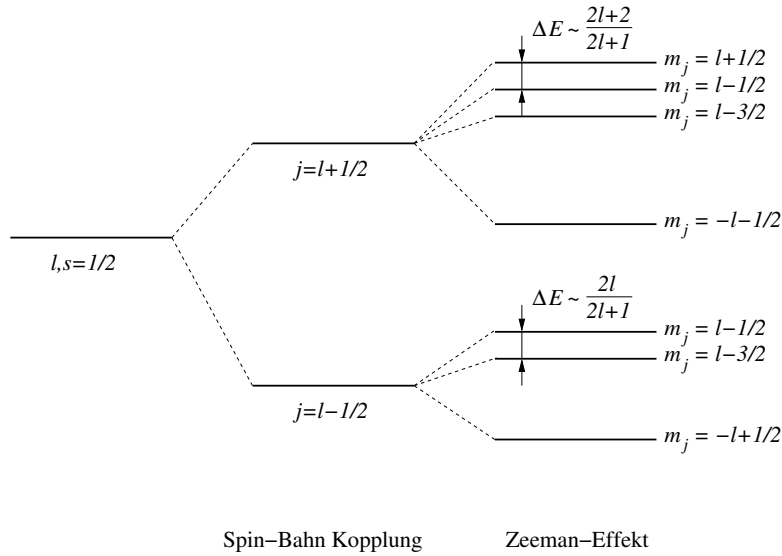 ΔE ~ (2l+2)/(2l+1)
m_j = l+1/2
m_j = l−1/2
m_j = l−3/2
j=l+1/2
m_j = −l−1/2
l,s=1/2
ΔE ~ 2l/(2l+1)
m_j = l−1/2
m_j = l−3/2
j=l−1/2
m_j = −l+1/2
Spin−Bahn Kopplung
Zeeman−Effekt